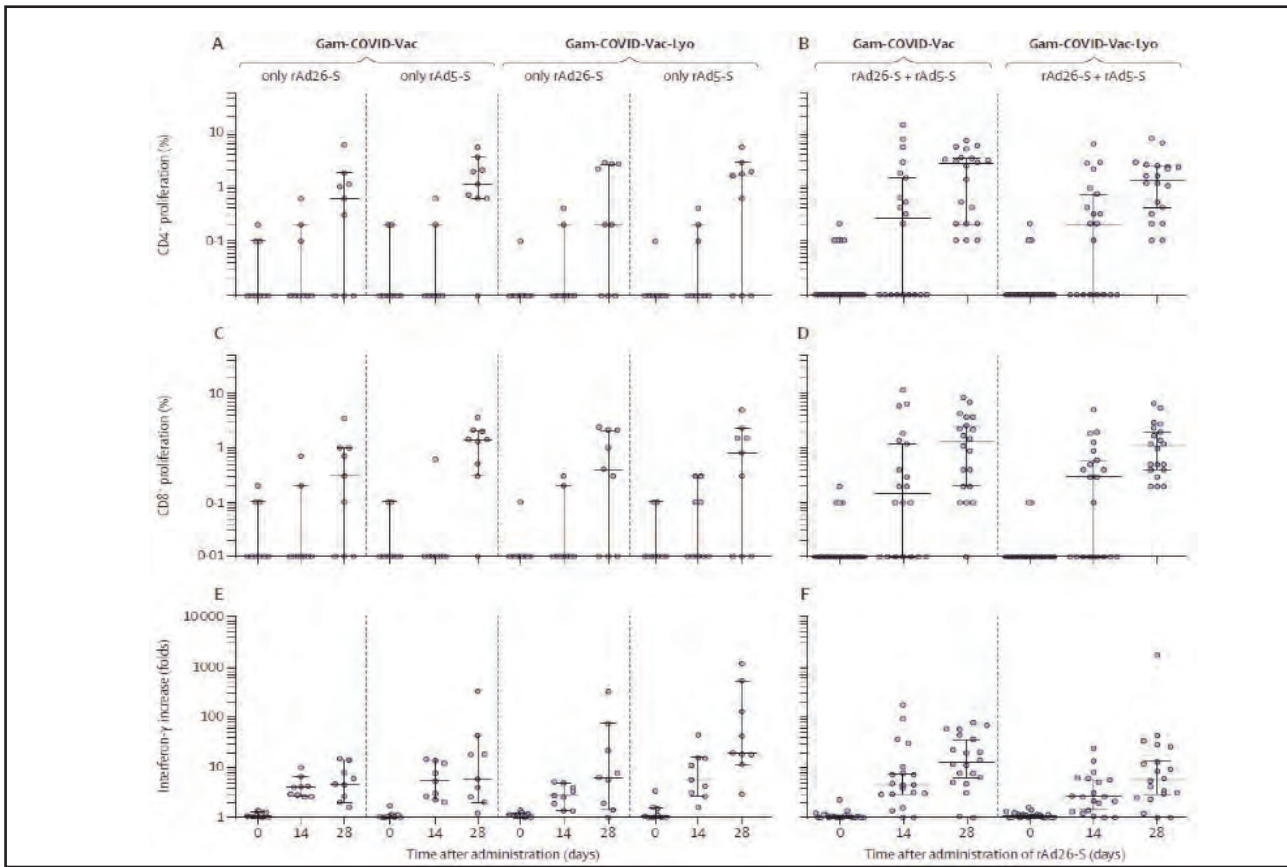 A Gam-COVID-Vac Gam-COVID-Vac-Lyo B Gam-COVID-Vac Gam-COVID-Vac-Lyo
only rAd26-S only rAd5-S only rAd26-S only rAd5-S rAd26-S + rAd5-S rAd26-S + rAd5-S
CD4⁺ proliferation (%)
10
1
0·1
C D
CD8⁺ proliferation (%)
10
1
0·1
0·01
E F
Interferon-γ increase (folds)
10 000
1000
100
10
1
0 14 28 0 14 28 0 14 28 0 14 28 0 14 28 0 14 28
Time after administration (days) Time after administration of rAd26-S (days)